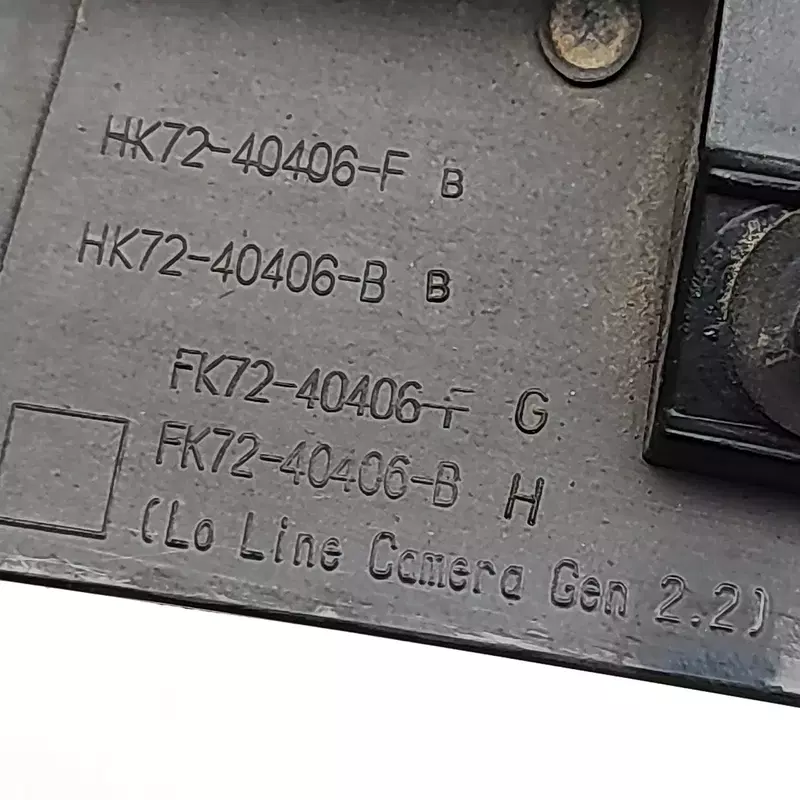 HK72-40406-F B
HK72-40406-B B
FK72-40406-F G
FK72-40406-B H
(Lo Line Camera Gen 2.2)